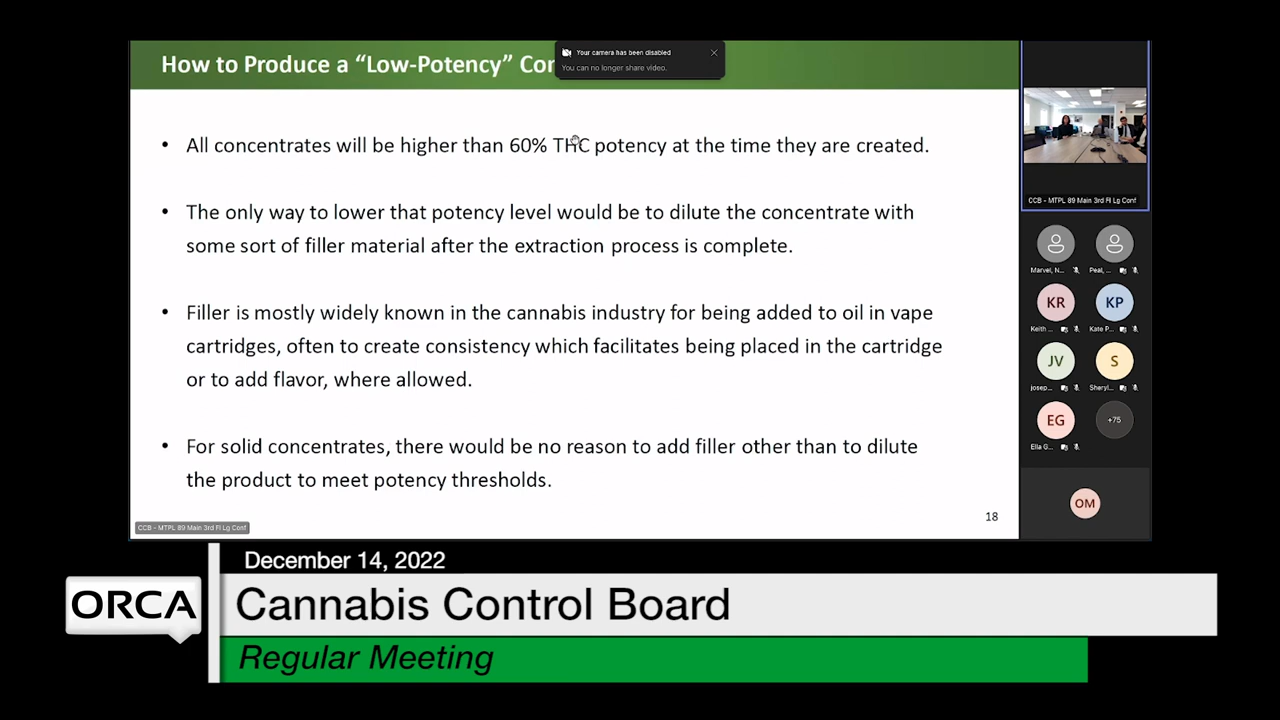 How to Produce a “Low-Potency” Con
Your camera has been disabled
You can no longer share video.
• All concentrates will be higher than 60% THC potency at the time they are created.
• The only way to lower that potency level would be to dilute the concentrate with
some sort of filler material after the extraction process is complete.
• Filler is mostly widely known in the cannabis industry for being added to oil in vape
cartridges, often to create consistency which facilitates being placed in the cartridge
or to add flavor, where allowed.
• For solid concentrates, there would be no reason to add filler other than to dilute
the product to meet potency thresholds.
18
CCB - MTPL 89 Main 3rd Fl Lg Conf
CCB - MTPL 89 Main 3rd Fl Lg Conf
Marvel, N...
Peal, ...
KR
KP
Keith ...
Kate P...
JV
S
josep...
Sheryl...
EG
+75
Ella G...
OM
December 14, 2022
ORCA
Cannabis Control Board
Regular Meeting